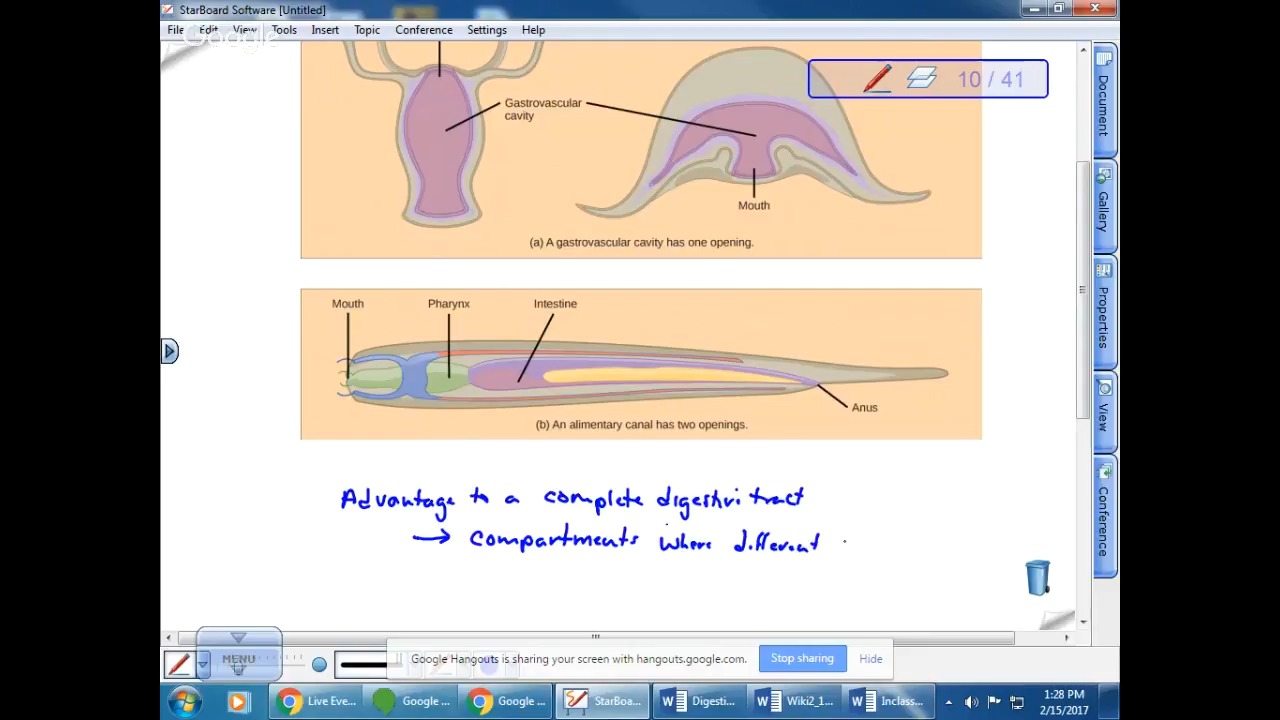 StarBoard Software [Untitled]
File Edit View Tools Insert Topic Conference Settings Help
Google
10 / 41
Gastrovascular
cavity
Mouth
(a) A gastrovascular cavity has one opening.
Mouth Pharynx Intestine
Anus
(b) An alimentary canal has two openings.
Advantage to a complete digestri tract
→ compartments where different
Document
Gallery
Properties
View
Conference
MENU
Google Hangouts is sharing your screen with hangouts.google.com. Stop sharing Hide
Live Eve... Google ... Google ... StarBoa... Digesti... Wiki2_1... Inclass...
1:28 PM
2/15/2017